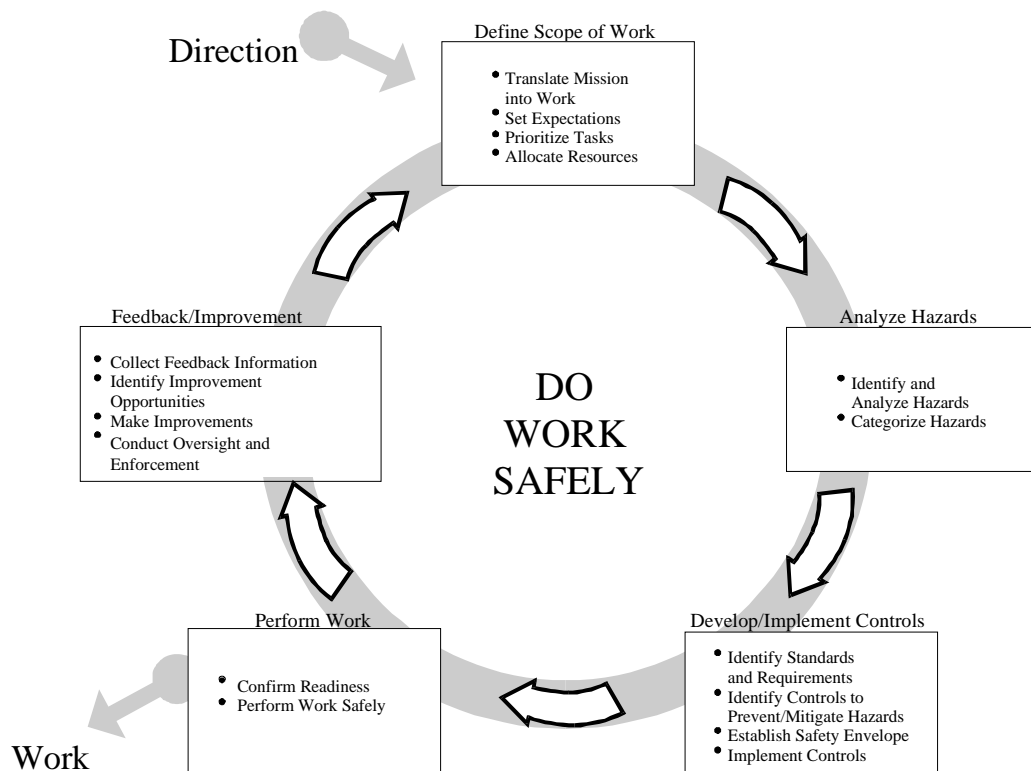 Direction
Define Scope of Work
• Translate Mission
into Work
• Set Expectations
• Prioritize Tasks
• Allocate Resources
Feedback/Improvement
• Collect Feedback Information
• Identify Improvement
Opportunities
• Make Improvements
• Conduct Oversight and
Enforcement
DO
WORK
SAFELY
Analyze Hazards
• Identify and
Analyze Hazards
• Categorize Hazards
Perform Work
• Confirm Readiness
• Perform Work Safely
Develop/Implement Controls
• Identify Standards
and Requirements
• Identify Controls to
Prevent/Mitigate Hazards
• Establish Safety Envelope
• Implement Controls
Work